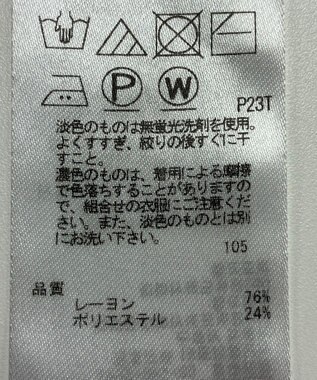 P W
P23T
淡色のものは無蛍光洗剤を使用。
よくすすぎ、絞りの後すぐに干
すこと。
濃色のものは、着用による摩擦
で色落ちすることがありますの
で、組合せの衣服にご注意くだ
さい。また、淡色のものとは別
にお洗い下さい。
105
品質
レーヨン 76%
ポリエステル 24%